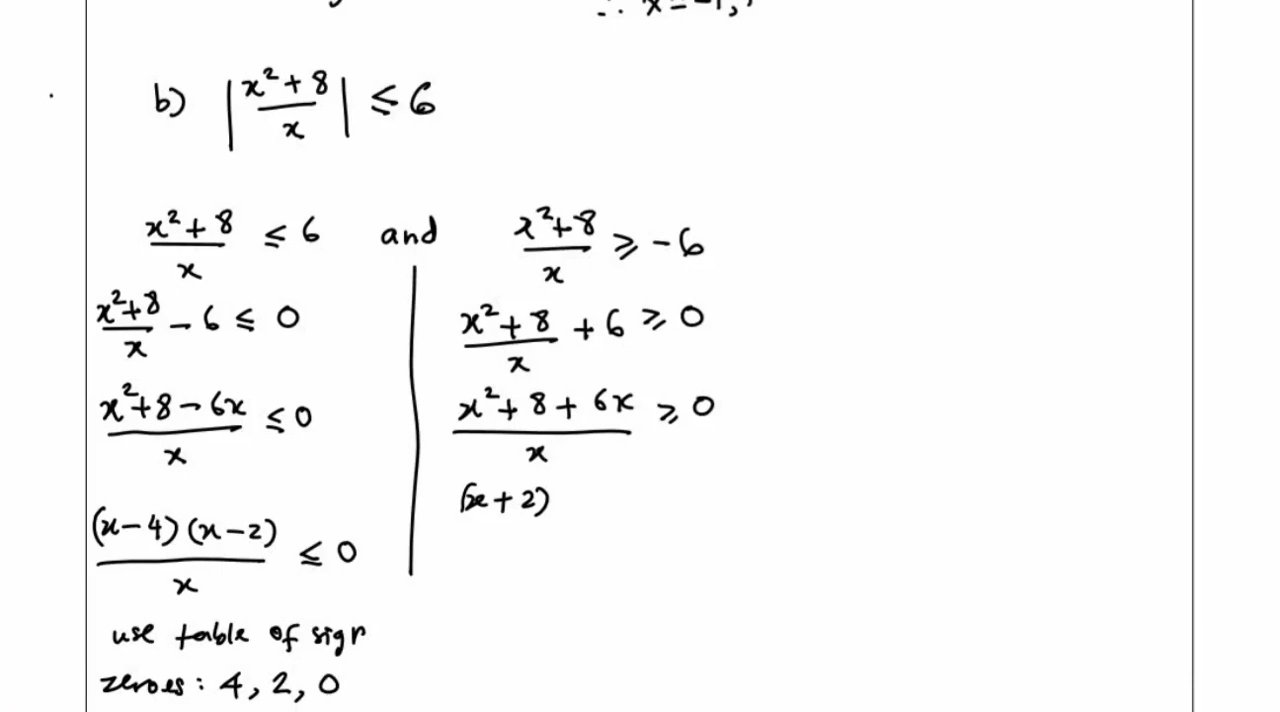 ∴ x = -1,
b) |(x² + 8)/x| ≤ 6
(x² + 8)/x ≤ 6 and (x² + 8)/x ≥ -6
(x² + 8)/x - 6 ≤ 0
(x² + 8 - 6x)/x ≤ 0
((x - 4)(x - 2))/x ≤ 0
use table of sign
zeroes : 4, 2, 0
(x² + 8)/x + 6 ≥ 0
(x² + 8 + 6x)/x ≥ 0
(x + 2)